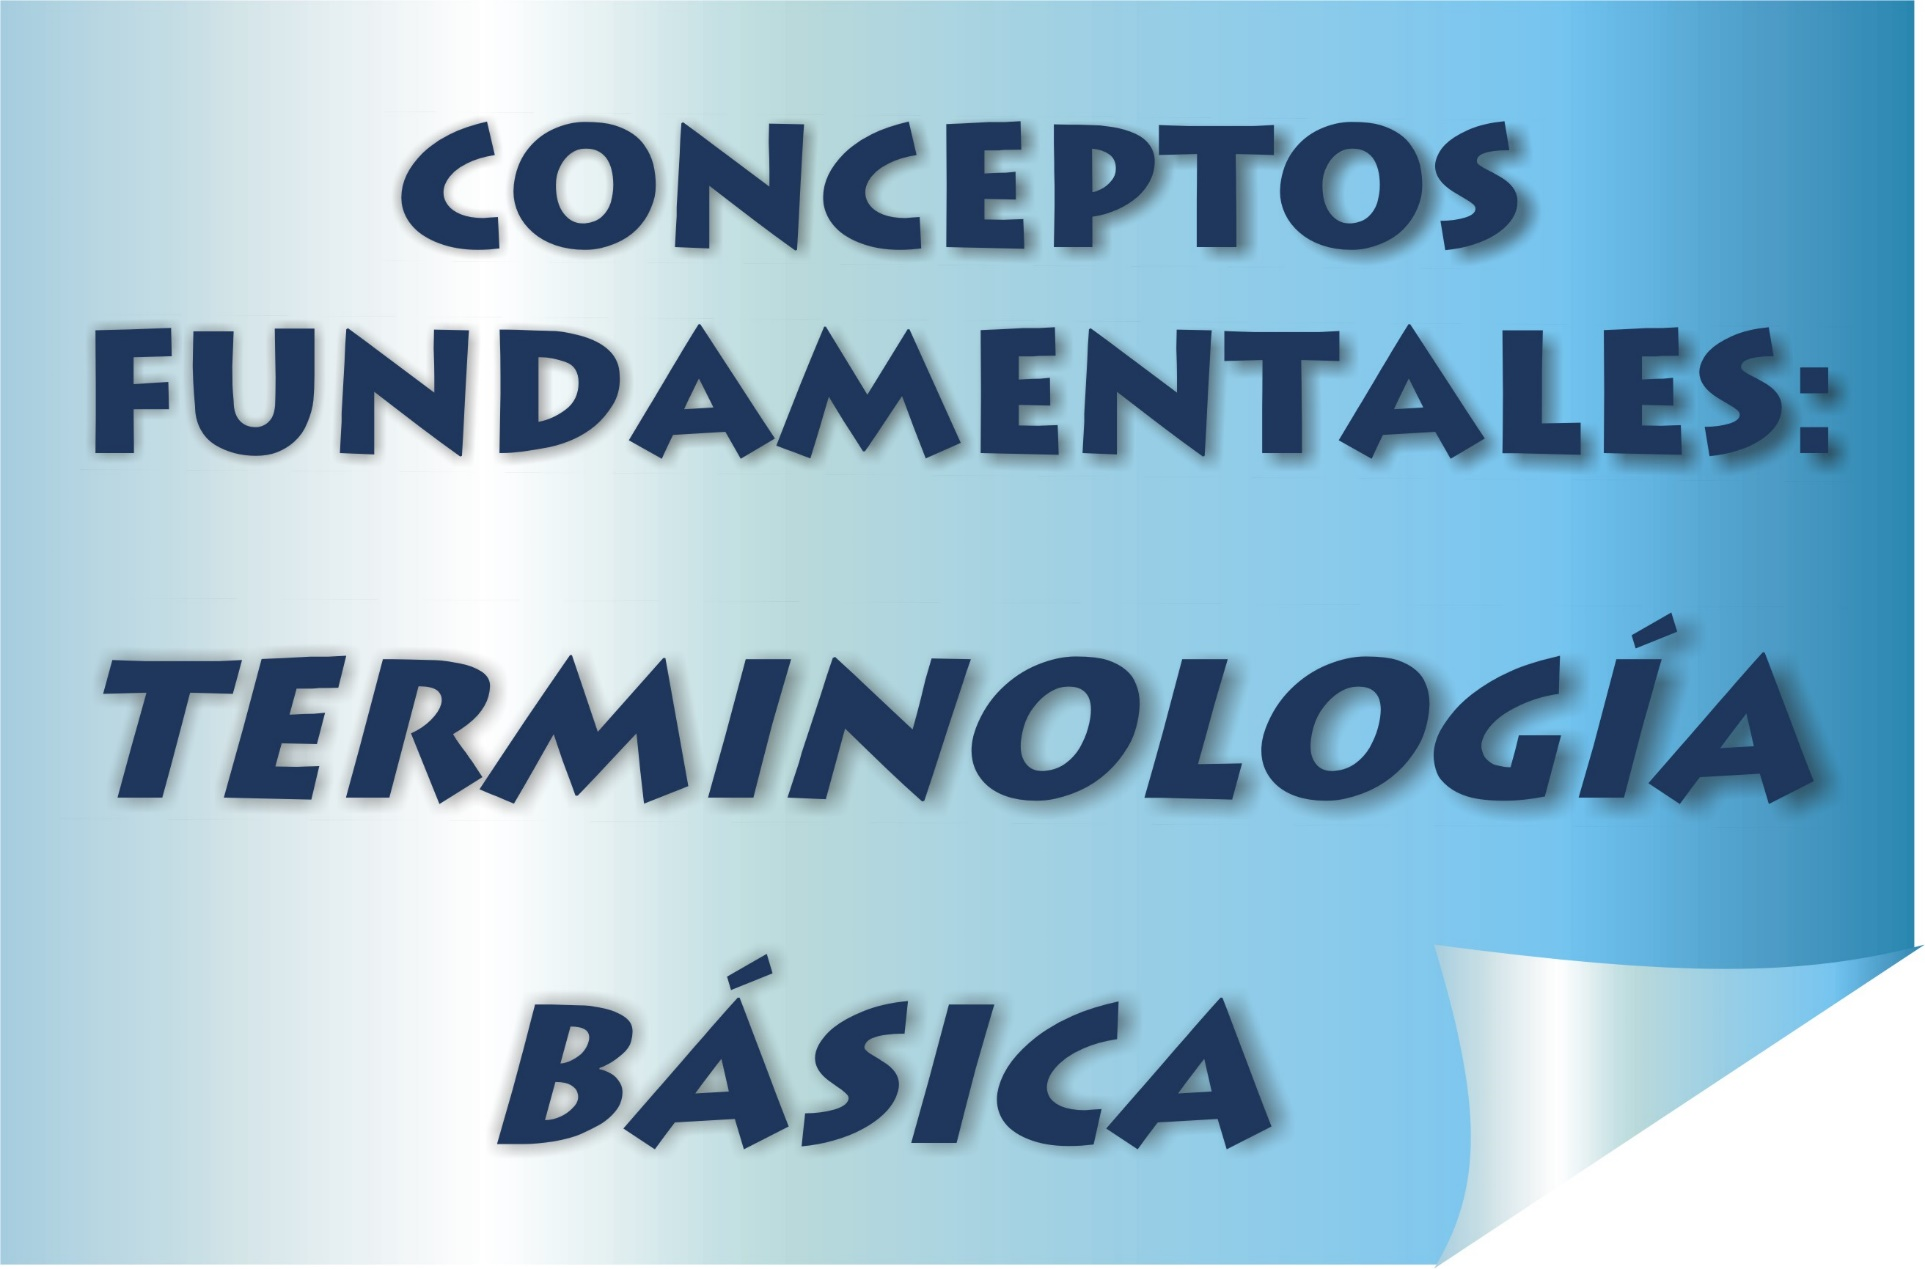 CONCEPTOS
FUNDAMENTALES:
TERMINOLOGÍA
BÁSICA